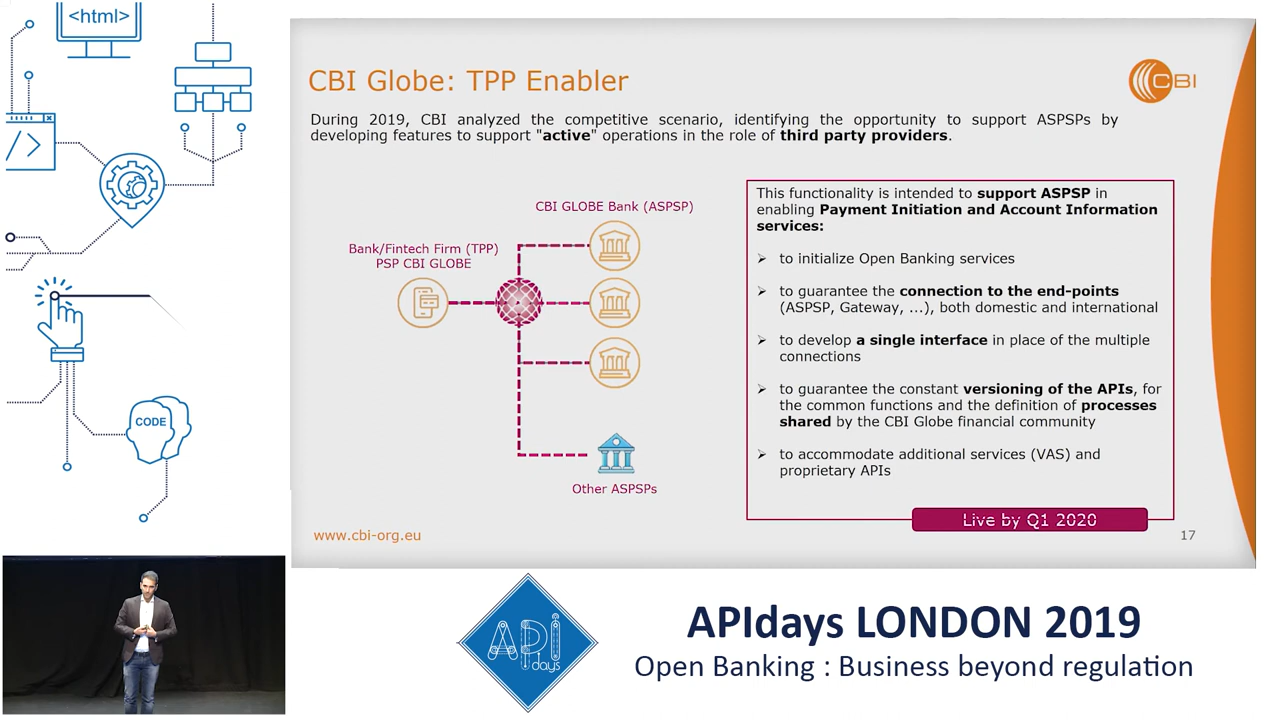 <html>
</>
CODE
CBI Globe: TPP Enabler
CBI
During 2019, CBI analyzed the competitive scenario, identifying the opportunity to support ASPSPs by
developing features to support "active" operations in the role of third party providers.
CBI GLOBE Bank (ASPSP)
Bank/Fintech Firm (TPP)
PSP CBI GLOBE
Other ASPSPs
This functionality is intended to support ASPSP in
enabling Payment Initiation and Account Information
services:
to initialize Open Banking services
to guarantee the connection to the end-points
(ASPSP, Gateway, ...), both domestic and international
to develop a single interface in place of the multiple
connections
to guarantee the constant versioning of the APIs, for
the common functions and the definition of processes
shared by the CBI Globe financial community
to accommodate additional services (VAS) and
proprietary APIs
Live by Q1 2020
www.cbi-org.eu
17
API
days
APIdays LONDON 2019
Open Banking : Business beyond regulation